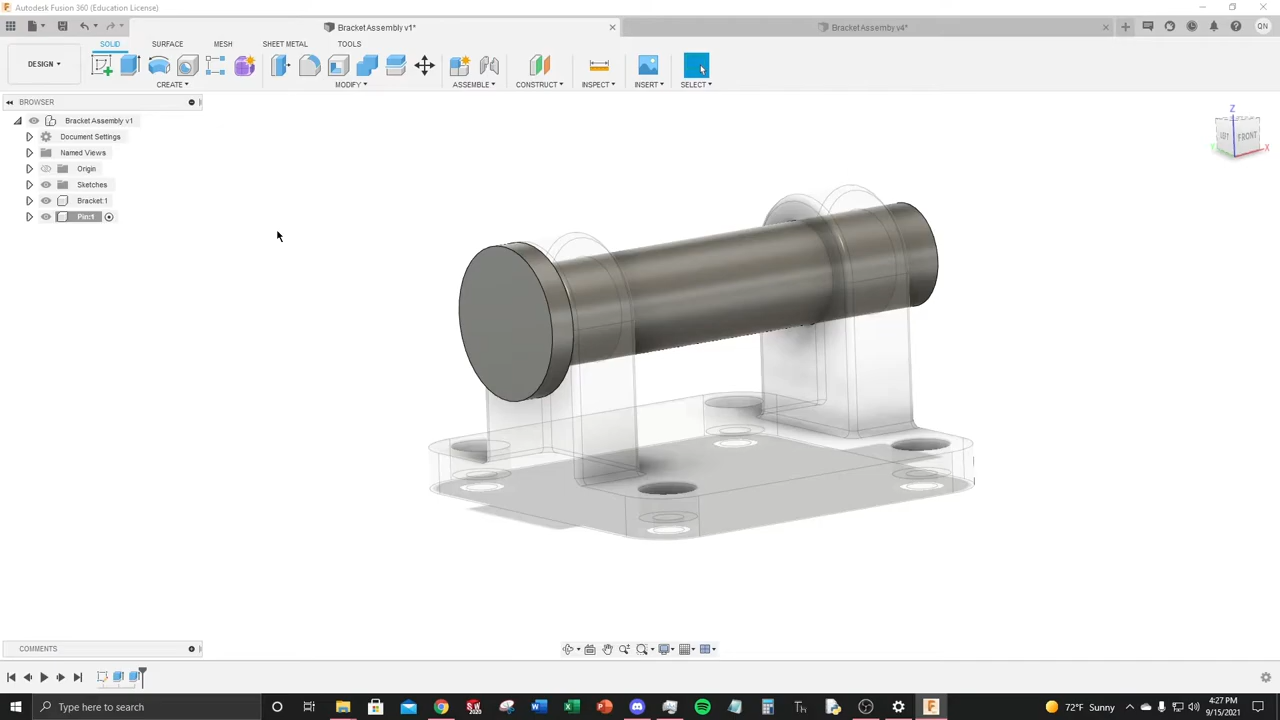 Autodesk Fusion 360 (Education License)
Bracket Assembly v1*
Bracket Assembly v4*
QN
DESIGN
SOLID
SURFACE
MESH
SHEET METAL
TOOLS
CREATE
MODIFY
ASSEMBLE
CONSTRUCT
INSPECT
INSERT
SELECT
BROWSER
Bracket Assembly v1
Document Settings
Named Views
Origin
Sketches
Bracket:1
Pin:1
Z
FRONT
Y
X
COMMENTS
Type here to search
72°F Sunny
4:27 PM
9/15/2021